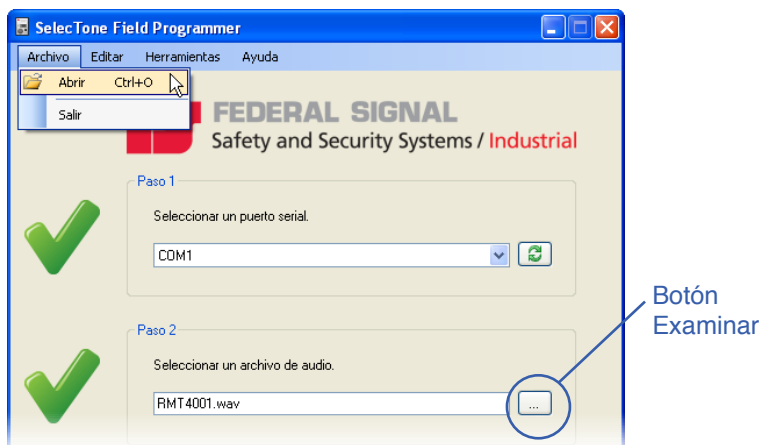 SelecTone Field Programmer
Archivo Editar Herramientas Ayuda
Abrir Ctrl+O
Salir
FEDERAL SIGNAL
Safety and Security Systems / Industrial
Paso 1
Seleccionar un puerto serial.
COM1
Paso 2
Seleccionar un archivo de audio.
RMT4001.wav
...
Botón
Examinar